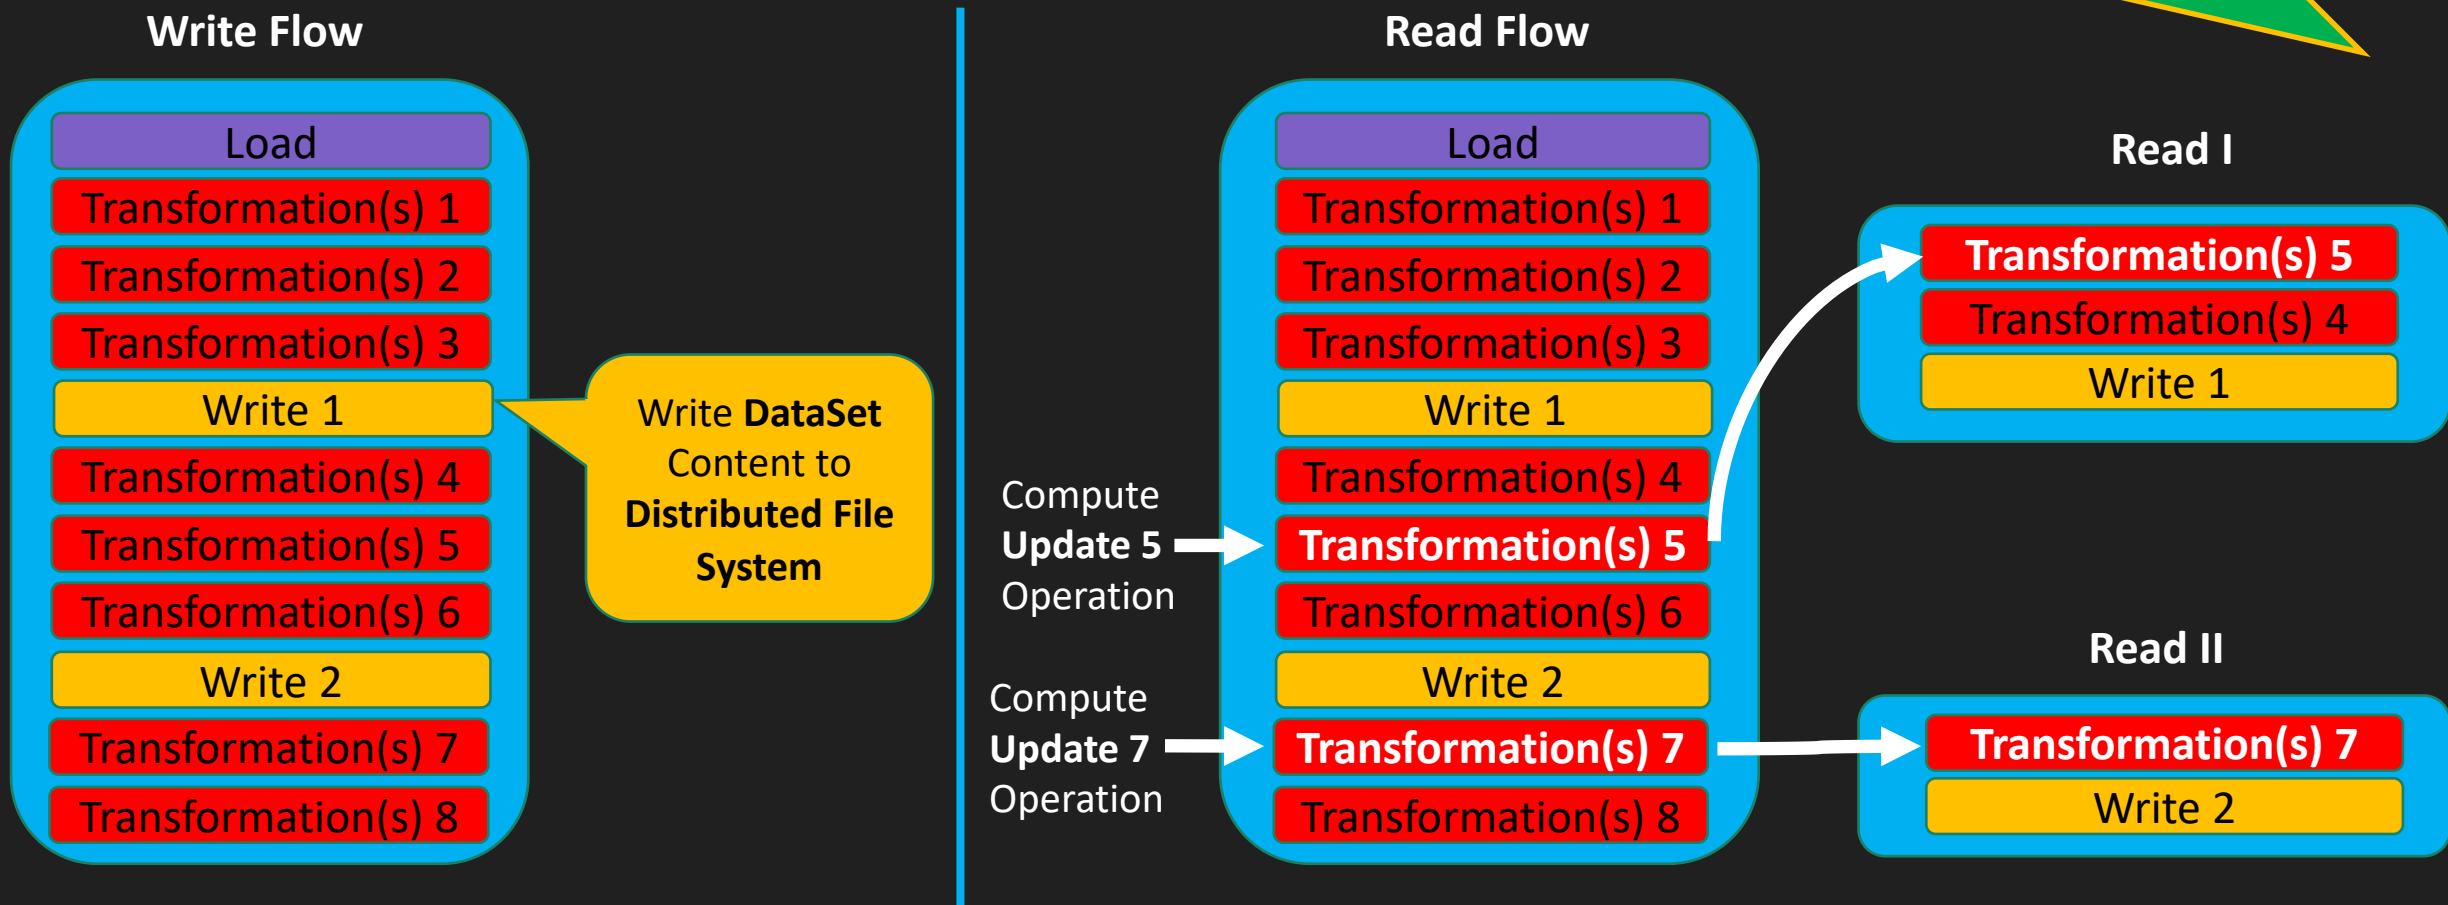 Write Flow
Load
Transformation(s) 1
Transformation(s) 2
Transformation(s) 3
Write 1
Transformation(s) 4
Transformation(s) 5
Transformation(s) 6
Write 2
Transformation(s) 7
Transformation(s) 8
Write DataSet
Content to
Distributed File
System
Read Flow
Load
Transformation(s) 1
Transformation(s) 2
Transformation(s) 3
Write 1
Transformation(s) 4
Transformation(s) 5
Transformation(s) 6
Write 2
Transformation(s) 7
Transformation(s) 8
Compute
Update 5
Operation
Compute
Update 7
Operation
Read I
Transformation(s) 5
Transformation(s) 4
Write 1
Read II
Transformation(s) 7
Write 2